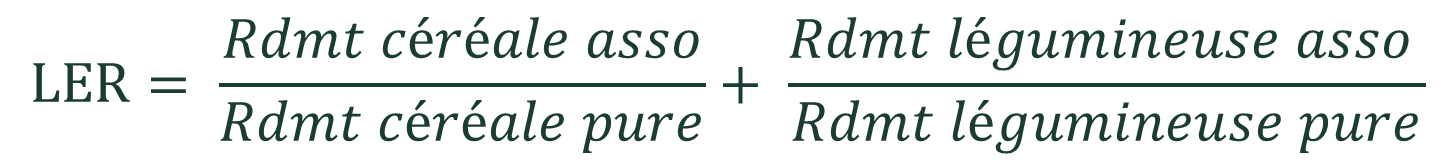 LER = Rdmt céréale asso / Rdmt céréale pure + Rdmt légumineuse asso / Rdmt légumineuse pure